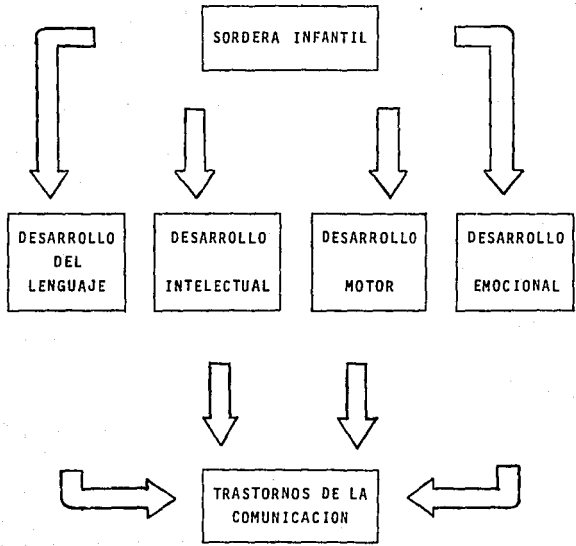 SORDERA INFANTIL
DESARROLLO
DEL
LENGUAJE
DESARROLLO
INTELECTUAL
DESARROLLO
MOTOR
DESARROLLO
EMOCIONAL
TRASTORNOS DE LA
COMUNICACION